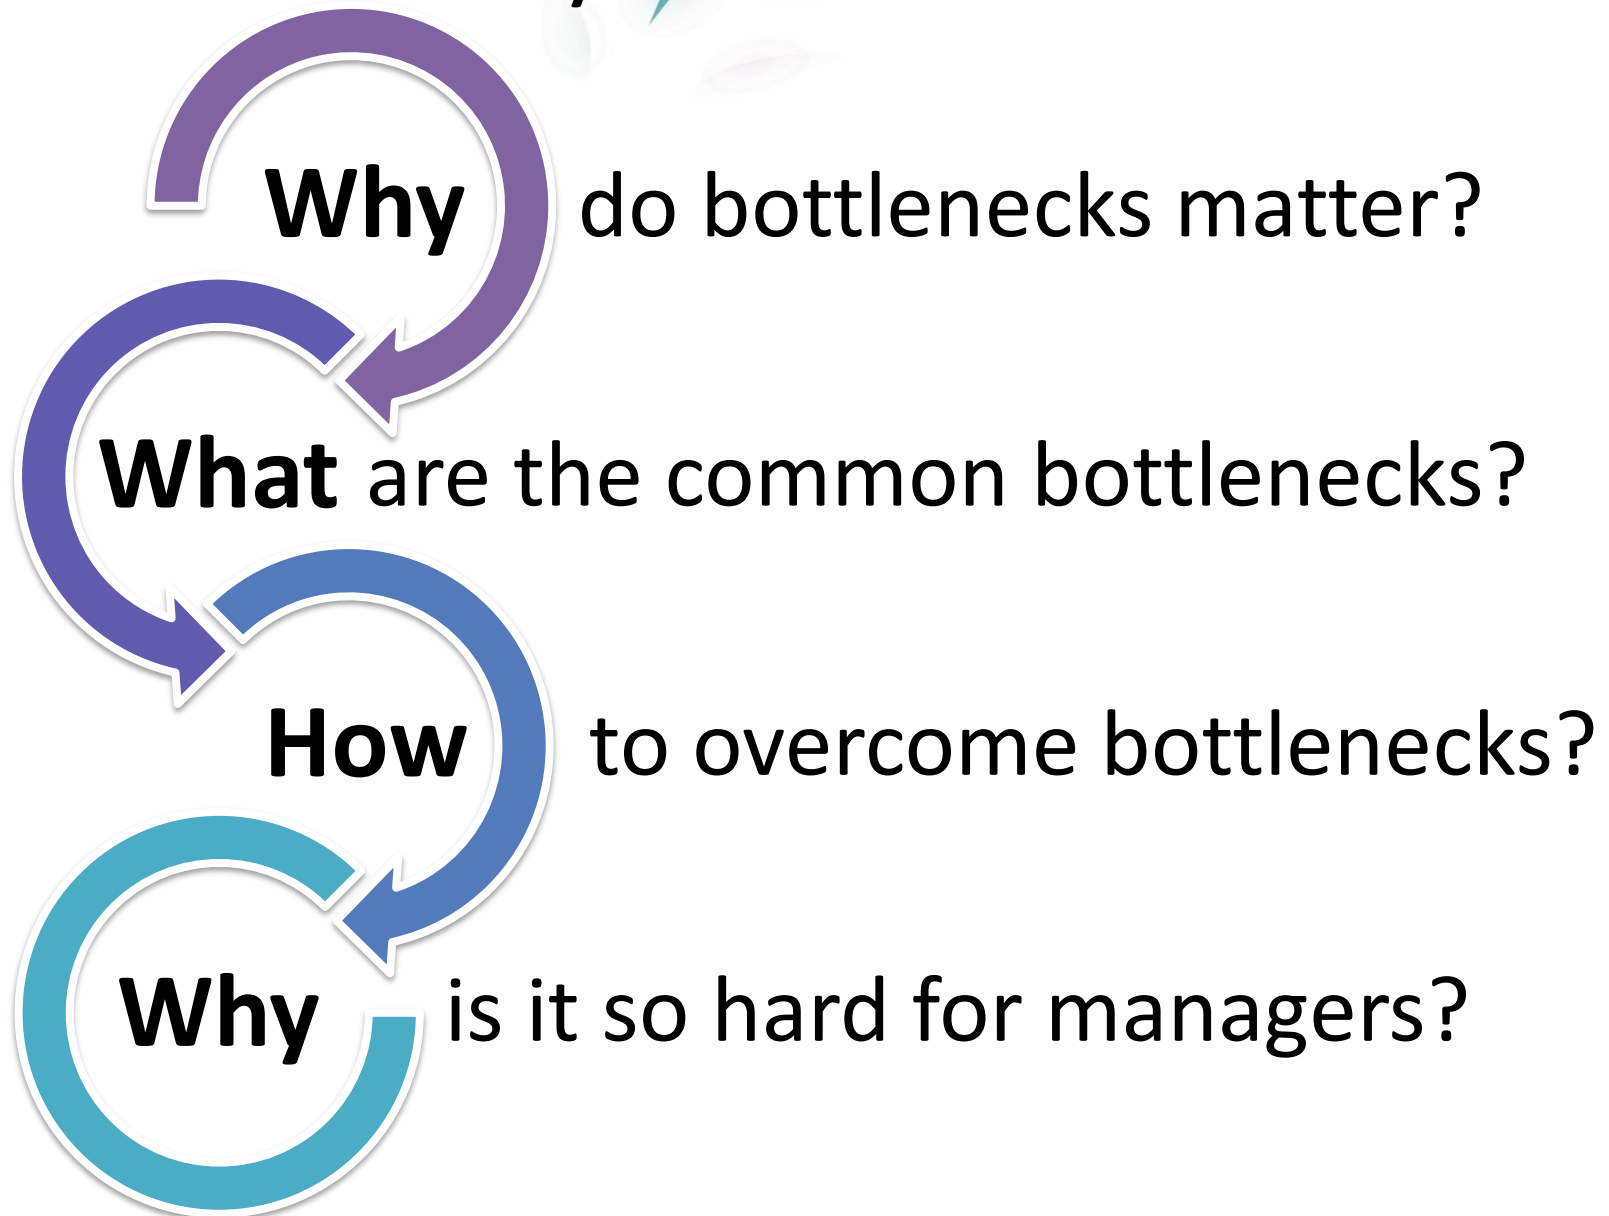 Why do bottlenecks matter?
What are the common bottlenecks?
How to overcome bottlenecks?
Why is it so hard for managers?